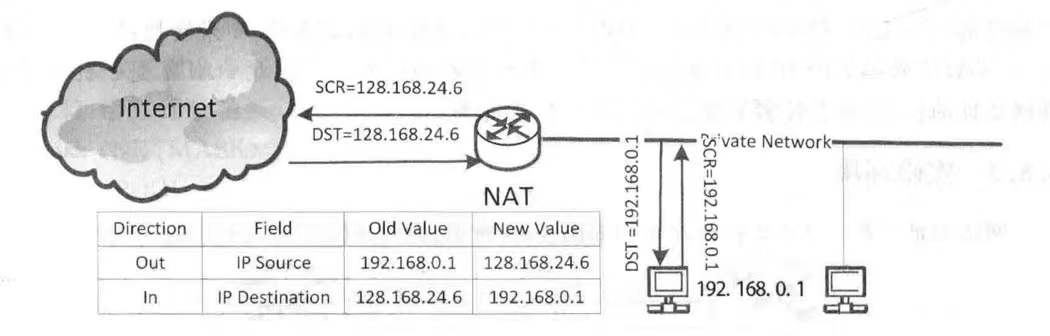 SCR=128.168.24.6
Internet
DST=128.168.24.6
Private Network
NAT
DST =192.168.0.1
SCR=192.168.0.1
192. 168. 0. 1
Direction Field Old Value New Value
Out IP Source 192.168.0.1 128.168.24.6
In IP Destination 128.168.24.6 192.168.0.1